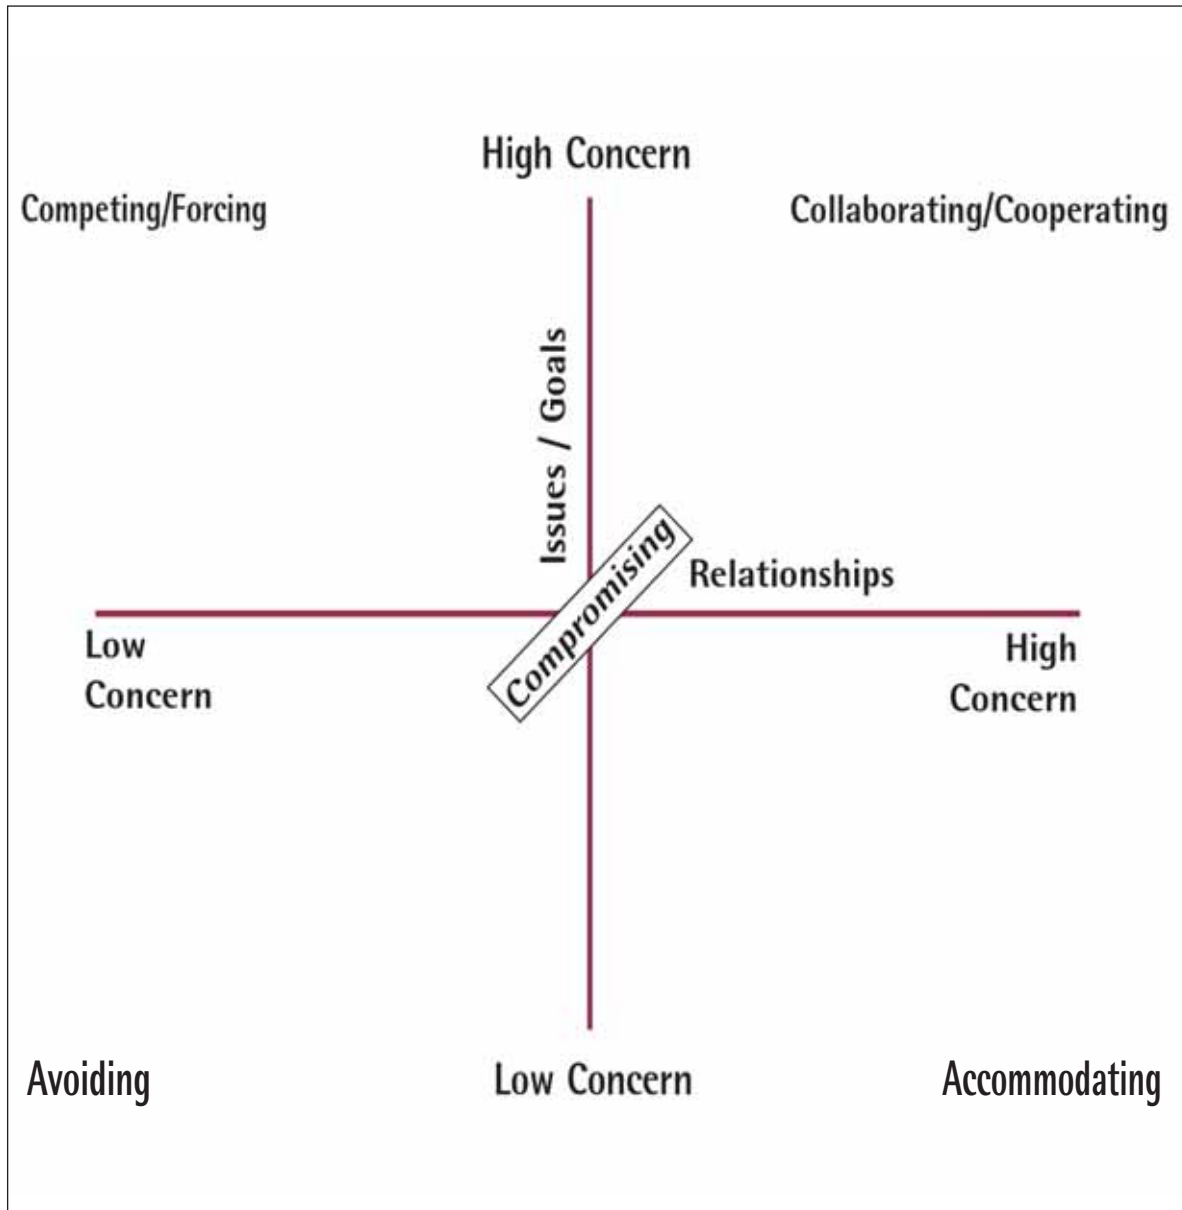 High Concern
Competing/Forcing
Collaborating/Cooperating
Issues / Goals
Compromising
Relationships
Low
Concern
High
Concern
Avoiding
Low Concern
Accommodating